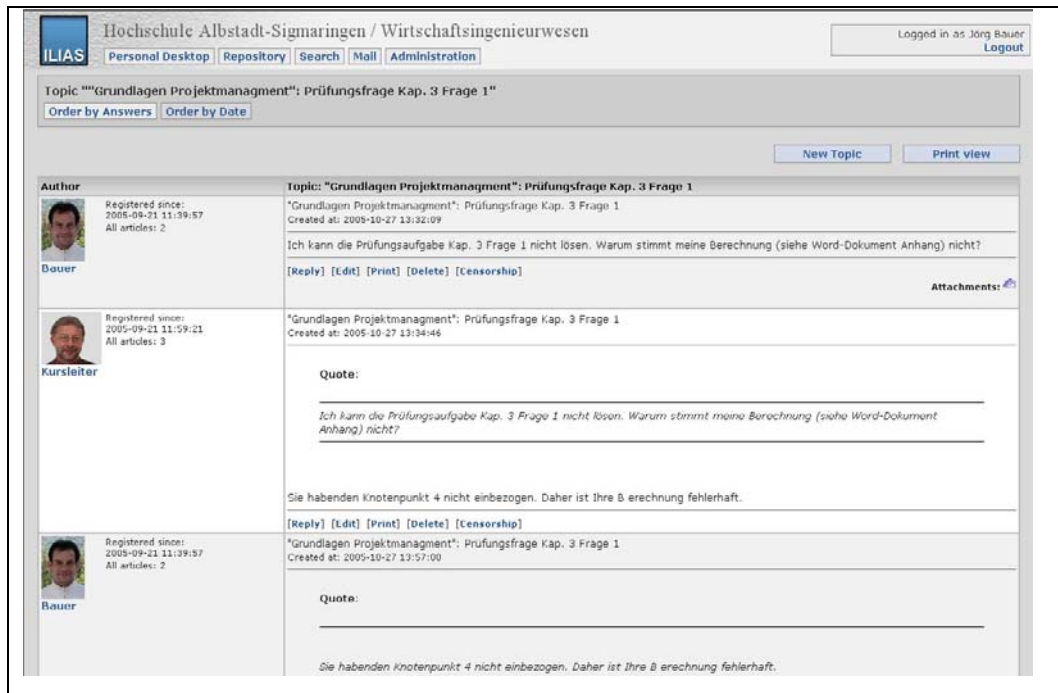 Hochschule Albstadt-Sigmaringen / Wirtschaftsingenieurwesen
Logged in as Jörg Bauer
Logout
ILIAS
Personal Desktop Repository Search Mail Administration
Topic ""Grundlagen Projektmanagment": Prüfungsfrage Kap. 3 Frage 1"
Order by Answers Order by Date
New Topic Print view
Author Topic: "Grundlagen Projektmanagment": Prüfungsfrage Kap. 3 Frage 1
Registered since:
2005-09-21 11:39:57
All articles: 2
Bauer
"Grundlagen Projektmanagment": Prüfungsfrage Kap. 3 Frage 1
Created at: 2005-10-27 13:32:09
Ich kann die Prüfungsaufgabe Kap. 3 Frage 1 nicht lösen. Warum stimmt meine Berechnung (siehe Word-Dokument Anhang) nicht?
[Reply] [Edit] [Print] [Delete] [Censorship]
Attachments:
Registered since:
2005-09-21 11:59:21
All articles: 3
Kursleiter
"Grundlagen Projektmanagment": Prüfungsfrage Kap. 3 Frage 1
Created at: 2005-10-27 13:34:46
Quote:
Ich kann die Prüfungsaufgabe Kap. 3 Frage 1 nicht lösen. Warum stimmt meine Berechnung (siehe Word-Dokument
Anhang) nicht?
Sie habenden Knotenpunkt 4 nicht einbezogen. Daher ist Ihre B erechnung fehlerhaft.
[Reply] [Edit] [Print] [Delete] [Censorship]
Registered since:
2005-09-21 11:39:57
All articles: 2
Bauer
"Grundlagen Projektmanagment": Prüfungsfrage Kap. 3 Frage 1
Created at: 2005-10-27 13:57:00
Quote:
Sie habenden Knotenpunkt 4 nicht einbezogen. Daher ist Ihre B erechnung fehlerhaft.